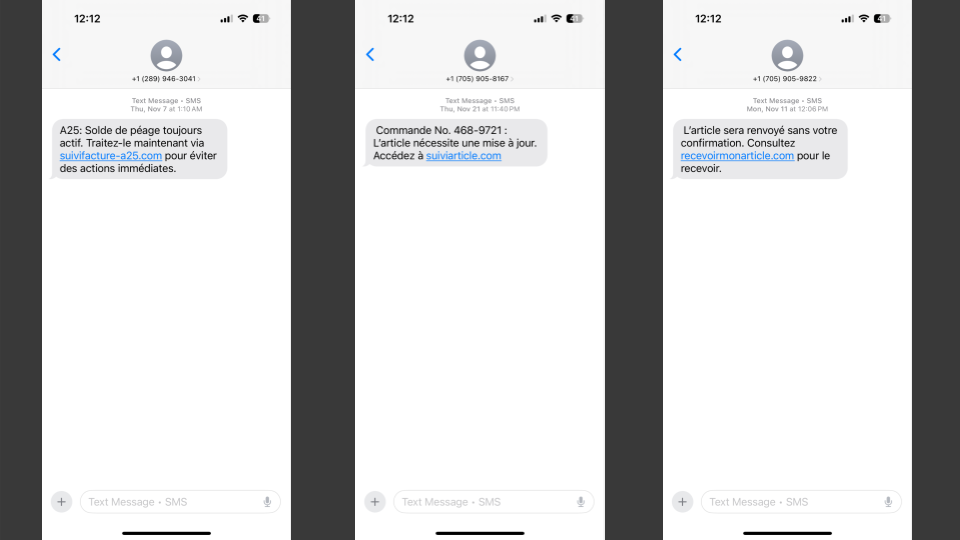 12:12
41
+1 (289) 946-3041
Text Message • SMS
Thu, Nov 7 at 1:10 AM
A25: Solde de péage toujours
actif. Traitez-le maintenant via
suivifacture-a25.com pour éviter
des actions immédiates.
Text Message • SMS
12:12
41
+1 (705) 905-8167
Text Message • SMS
Thu, Nov 21 at 11:40 PM
Commande No. 468-9721 :
L'article nécessite une mise à jour.
Accédez à suiviarticle.com
Text Message • SMS
12:12
41
+1 (705) 905-9822
Text Message • SMS
Mon, Nov 11 at 12:06 PM
L'article sera renvoyé sans votre
confirmation. Consultez
recevoirmonarticle.com pour le
recevoir.
Text Message • SMS